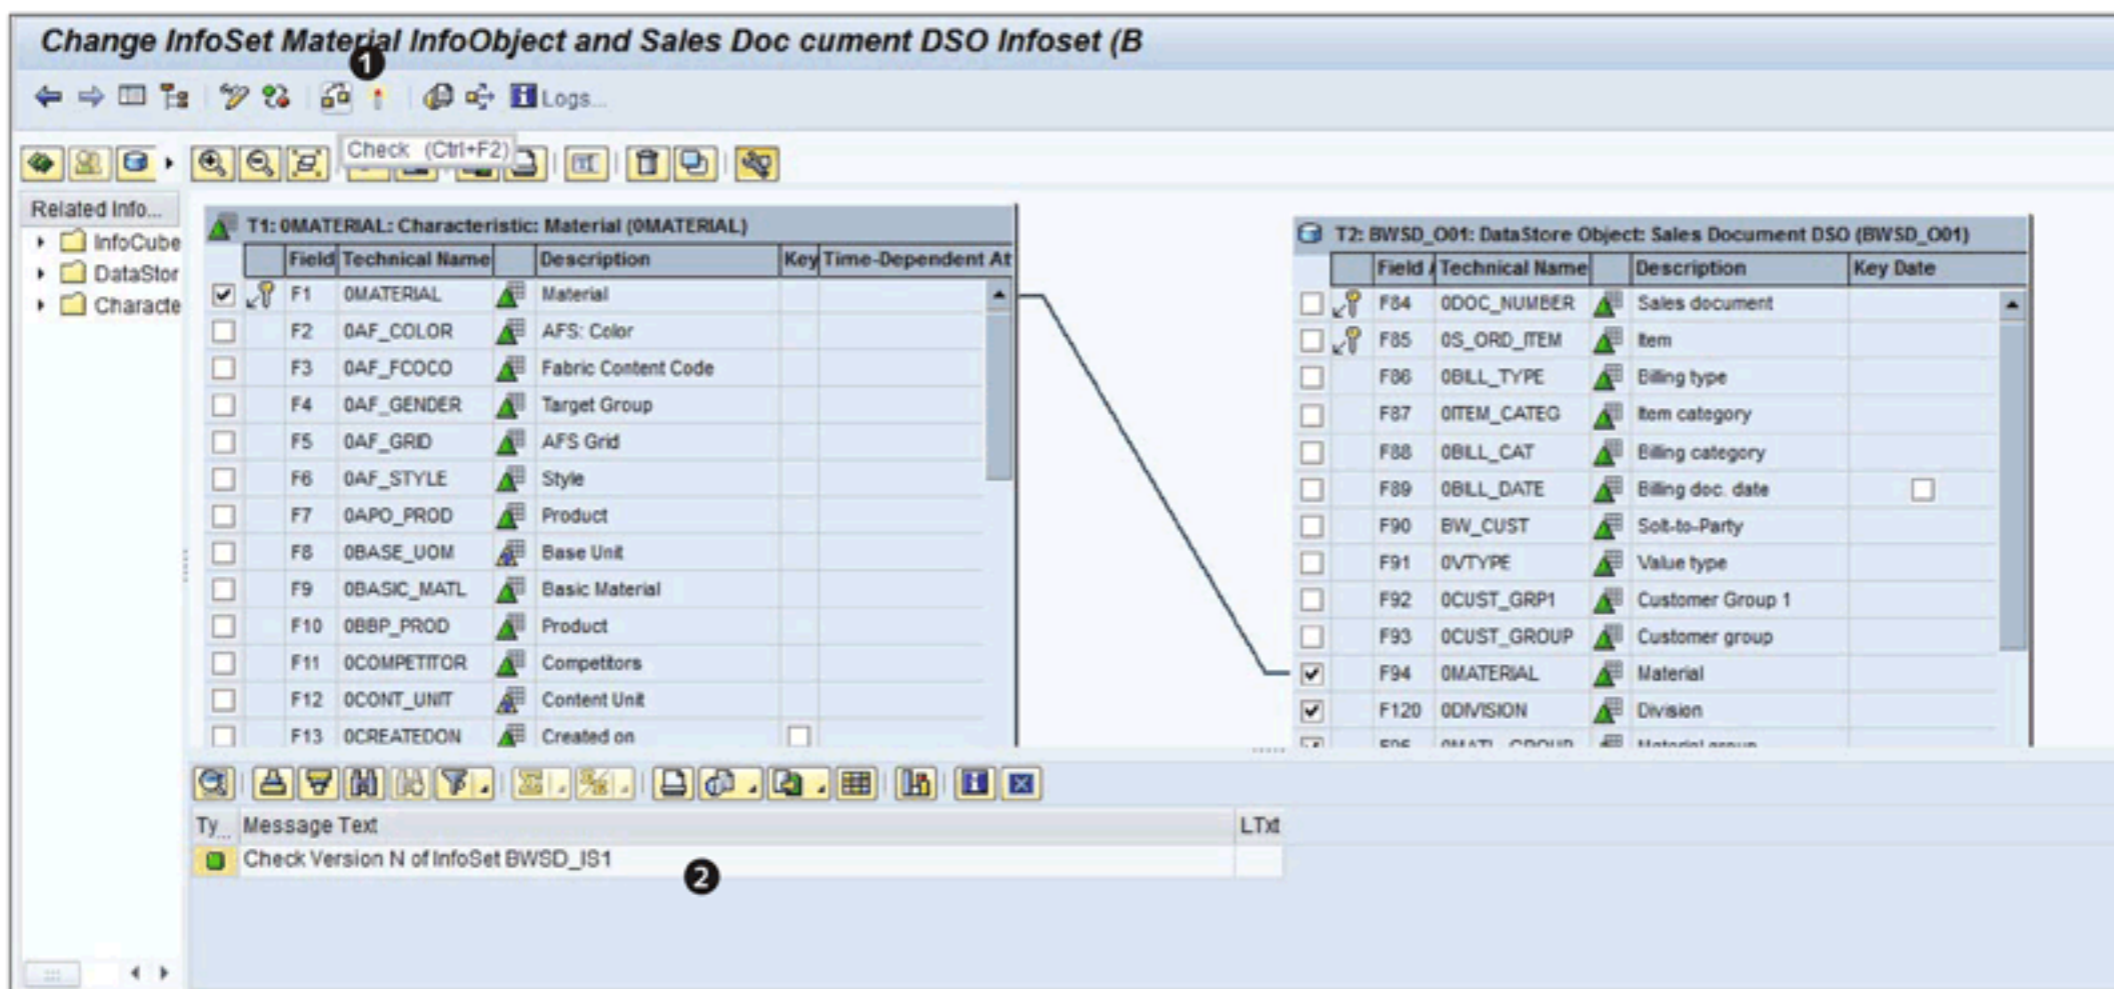 Change InfoSet Material InfoObject and Sales Doc cument DSO Infoset (B
1
Logs...
Check (Ctrl+F2)
Related Info...
InfoCube
DataStor
Characte
T1: 0MATERIAL: Characteristic: Material (0MATERIAL)
Field Technical Name Description Key Time-Dependent At
F1 0MATERIAL Material
F2 0AF_COLOR AFS: Color
F3 0AF_FCOCO Fabric Content Code
F4 0AF_GENDER Target Group
F5 0AF_GRID AFS Grid
F6 0AF_STYLE Style
F7 0APO_PROD Product
F8 0BASE_UOM Base Unit
F9 0BASIC_MATL Basic Material
F10 0BBP_PROD Product
F11 0COMPETITOR Competitors
F12 0CONT_UNIT Content Unit
F13 0CREATEDON Created on
T2: BWSD_O01: DataStore Object: Sales Document DSO (BWSD_O01)
Field Technical Name Description Key Date
F84 0DOC_NUMBER Sales document
F85 0S_ORD_ITEM Item
F86 0BILL_TYPE Billing type
F87 0ITEM_CATEG Item category
F88 0BILL_CAT Billing category
F89 0BILL_DATE Billing doc. date
F90 BW_CUST Solt-to-Party
F91 0VTYPE Value type
F92 0CUST_GRP1 Customer Group 1
F93 0CUST_GROUP Customer group
F94 0MATERIAL Material
F120 0DIVISION Division
F95 0MATL_GROUP Material group
Ty... Message Text LTxt
Check Version N of InfoSet BWSD_IS1
2